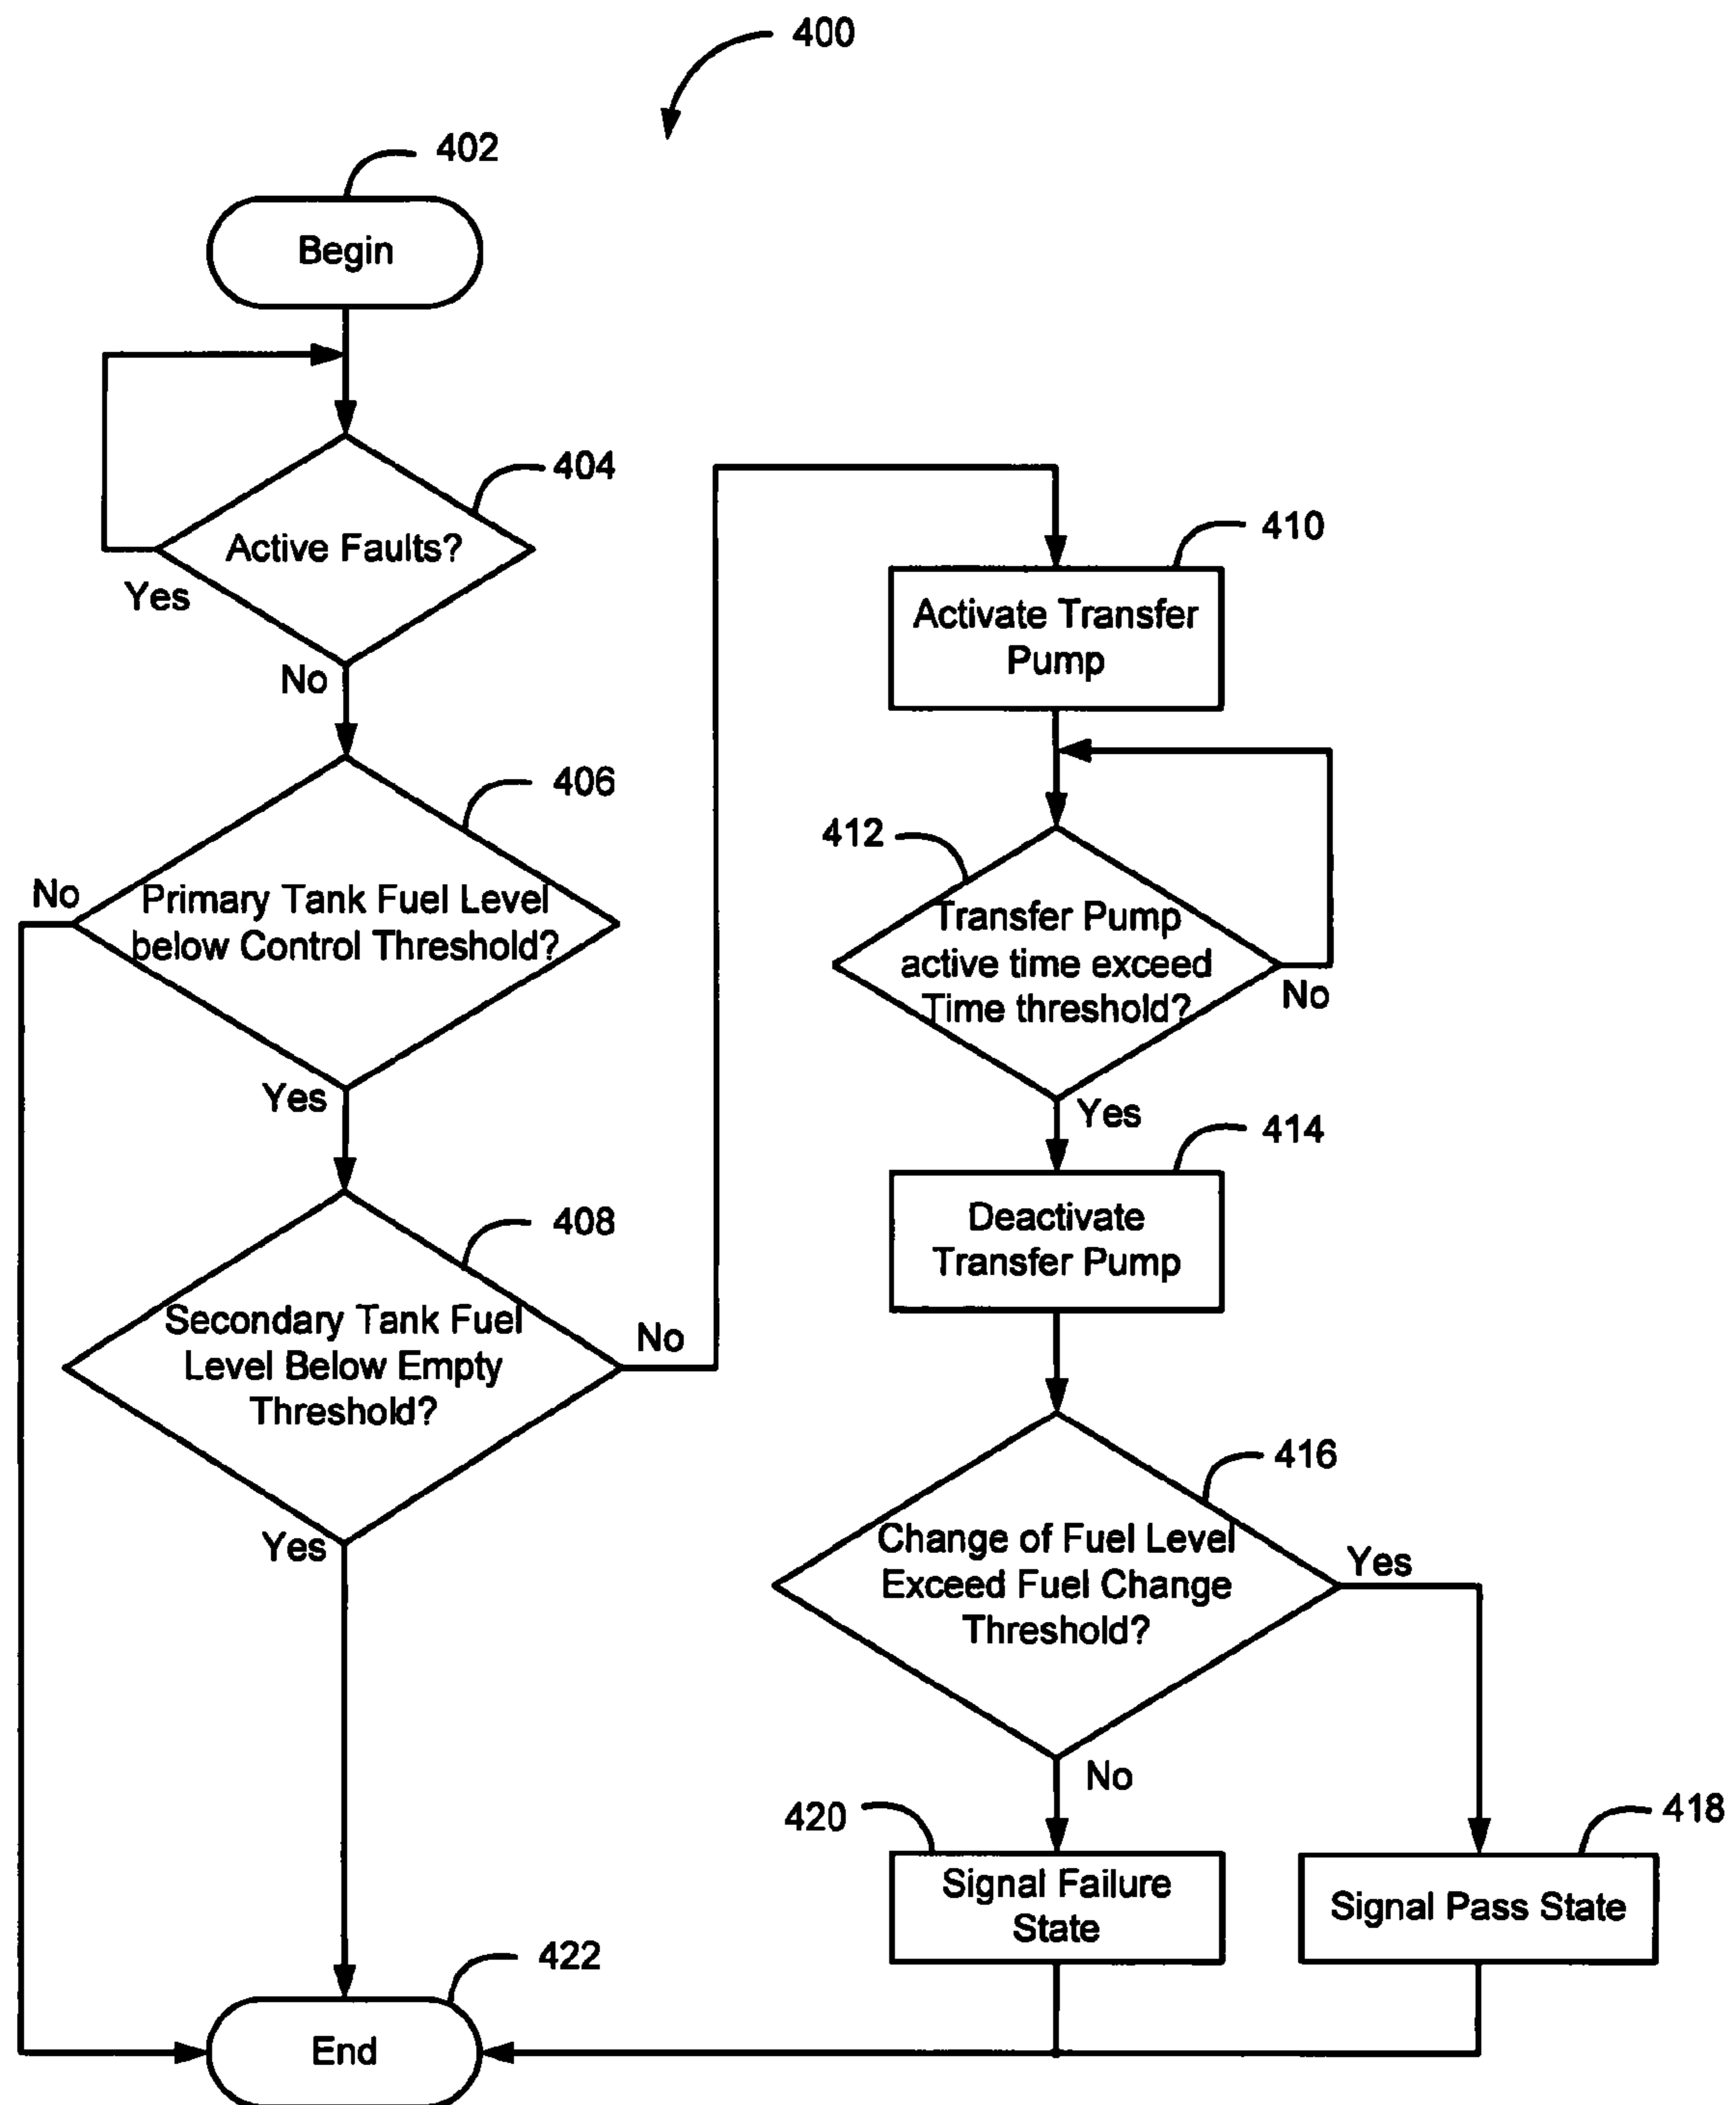 400
402
Begin
404
Active Faults?
Yes
No
406
No
Primary Tank Fuel Level
below Control Threshold?
Yes
408
Secondary Tank Fuel
Level Below Empty
Threshold?
No
Yes
410
Activate Transfer
Pump
412
Transfer Pump
active time exceed
Time threshold?
No
Yes
414
Deactivate
Transfer Pump
416
Change of Fuel Level
Exceed Fuel Change
Threshold?
Yes
No
420
Signal Failure
State
418
Signal Pass State
422
End